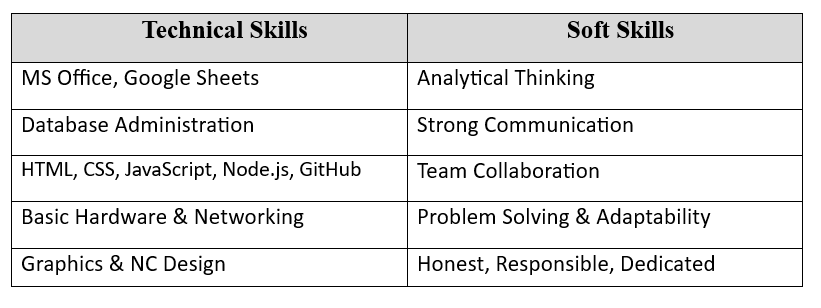 Technical Skills Soft Skills
MS Office, Google Sheets Analytical Thinking
Database Administration Strong Communication
HTML, CSS, JavaScript, Node.js, GitHub Team Collaboration
Basic Hardware & Networking Problem Solving & Adaptability
Graphics & NC Design Honest, Responsible, Dedicated